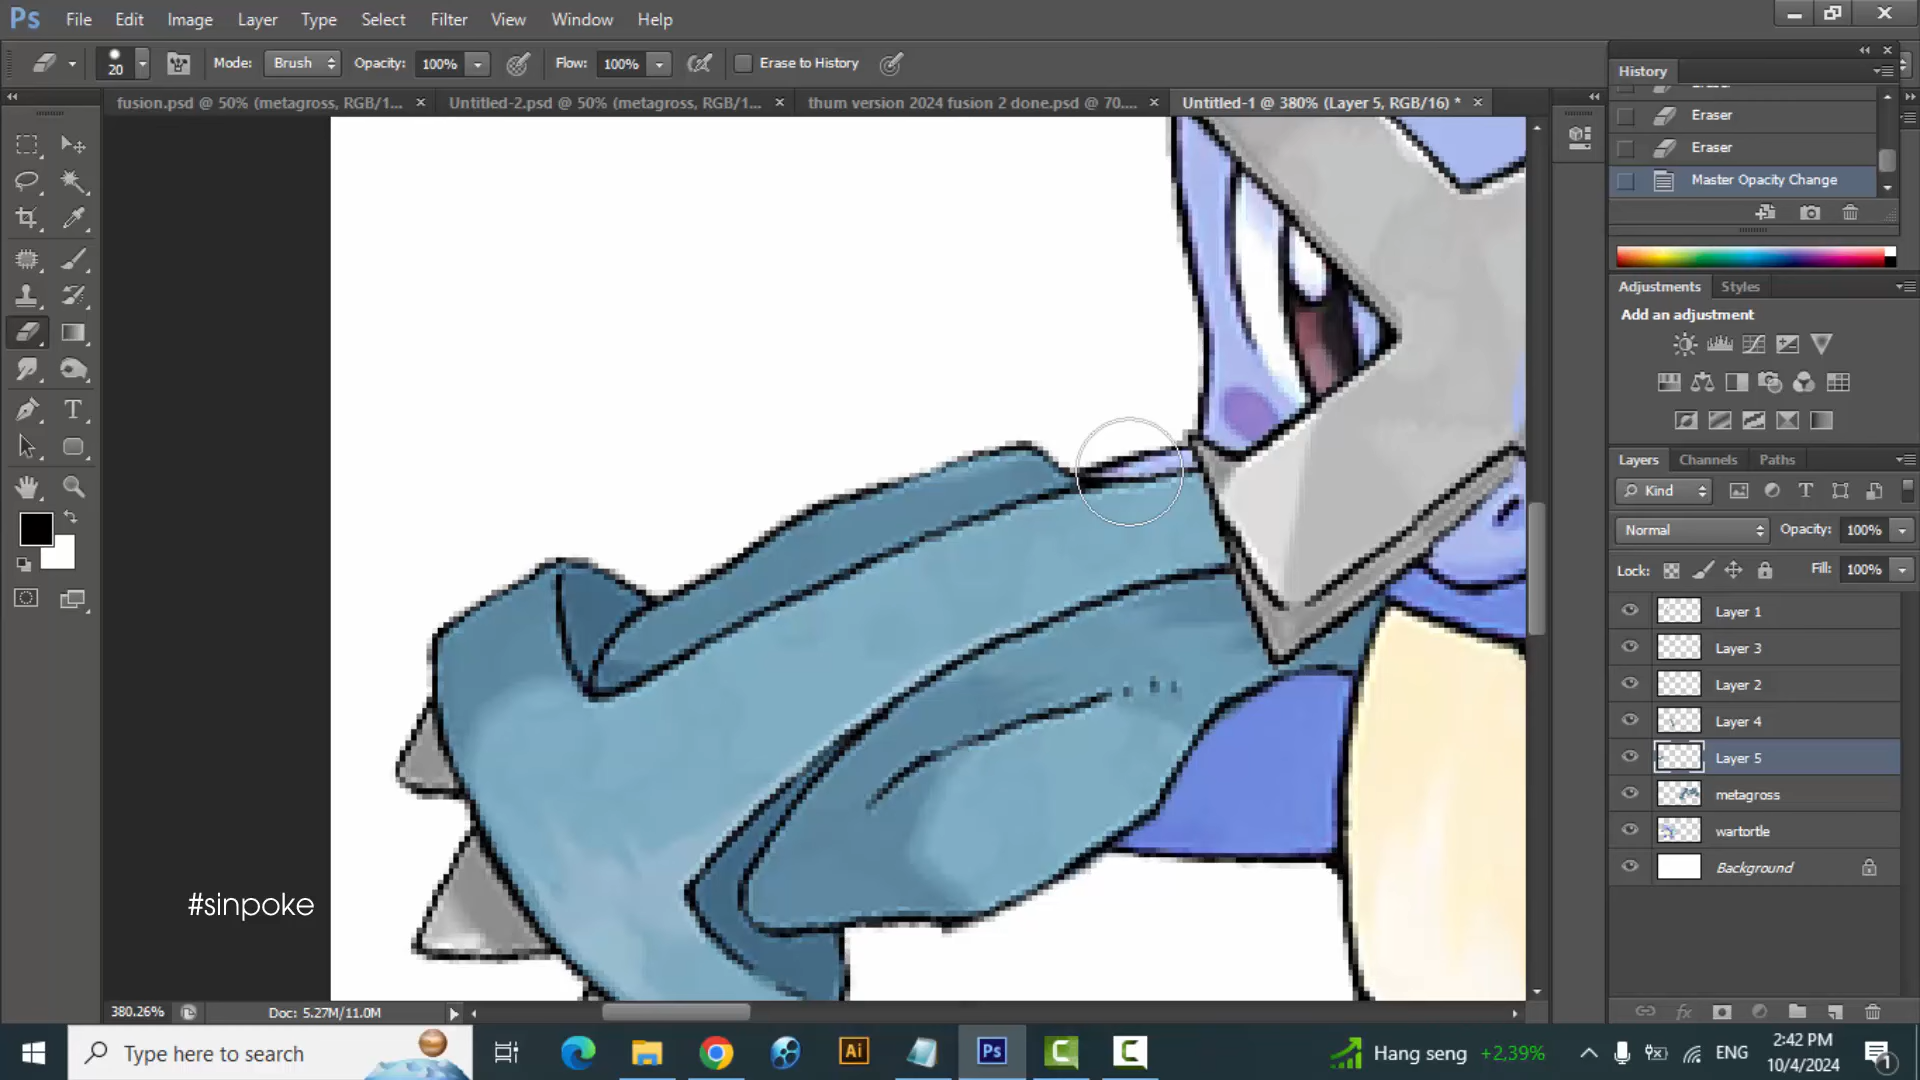 Ps File Edit Image Layer Type Select Filter View Window Help
20 Mode: Brush Opacity: 100% Flow: 100% Erase to History
fusion.psd @ 50% (metagross, RGB/1... Untitled-2.psd @ 50% (metagross, RGB/1... thum version 2024 fusion 2 done.psd @ 70.... Untitled-1 @ 380% (Layer 5, RGB/16) *
History
Eraser
Eraser
Eraser
Master Opacity Change
Adjustments Styles
Add an adjustment
Layers Channels Paths
Kind
Normal Opacity: 100%
Lock: Fill: 100%
Layer 1
Layer 3
Layer 2
Layer 4
Layer 5
metagross
wartortle
Background
#sinpoke
380.26% Doc: 5.27M/11.0M
Type here to search Ai Ps Hang seng +2,39% ENG 2:42 PM
10/4/2024 1